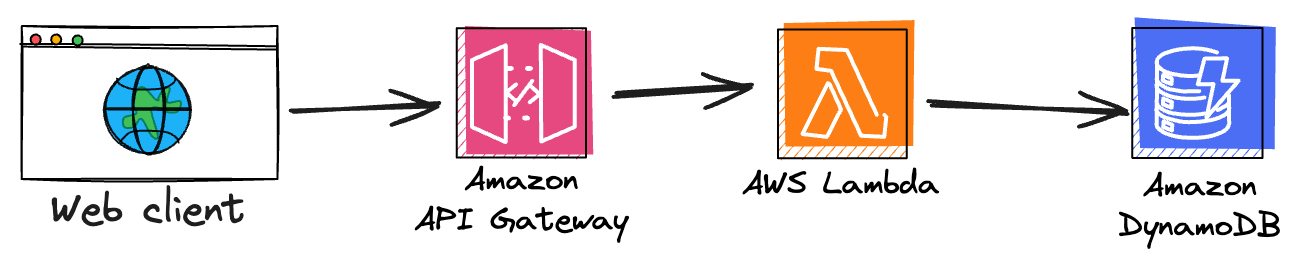 Web client
Amazon
API Gateway
AWS Lambda
Amazon
DynamoDB